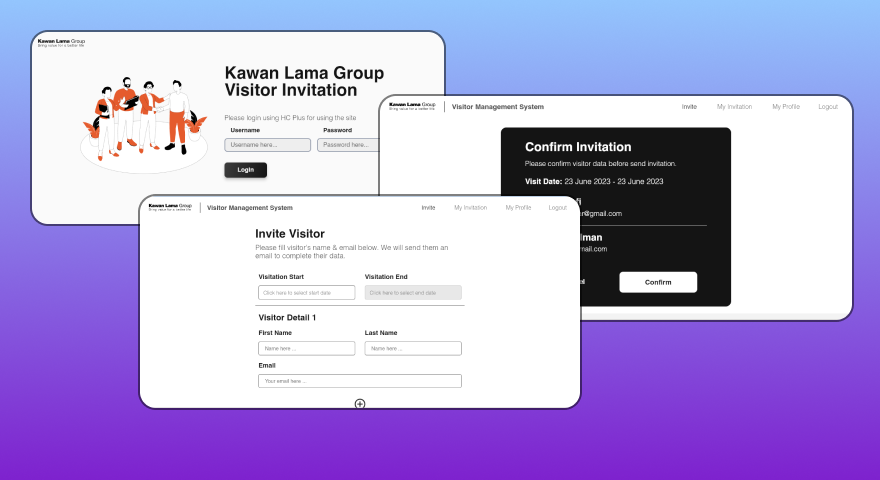 Kawan Lama Group
Bring value for a better life
Kawan Lama Group
Visitor Invitation
Please login using HC Plus for using the site
Username
Password
Username here...
Password here...
Login
Kawan Lama Group
Bring value for a better life
Visitor Management System
Invite
My Invitation
My Profile
Logout
Confirm Invitation
Please confirm visitor data before send invitation.
Visit Date: 23 June 2023 - 23 June 2023
@gmail.com
lman
mail.com
el
Confirm
Kawan Lama Group
Bring value for a better life
Visitor Management System
Invite
My Invitation
My Profile
Logout
Invite Visitor
Please fill visitor's name & email below. We will send them an
email to complete their data.
Visitation Start
Visitation End
Click here to select start date
Click here to select end date
Visitor Detail 1
First Name
Last Name
Name here ...
Name here ...
Email
Your email here ...